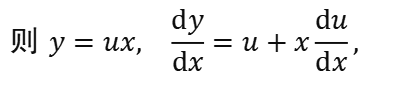 则 y = ux, dy/dx = u + x du/dx,